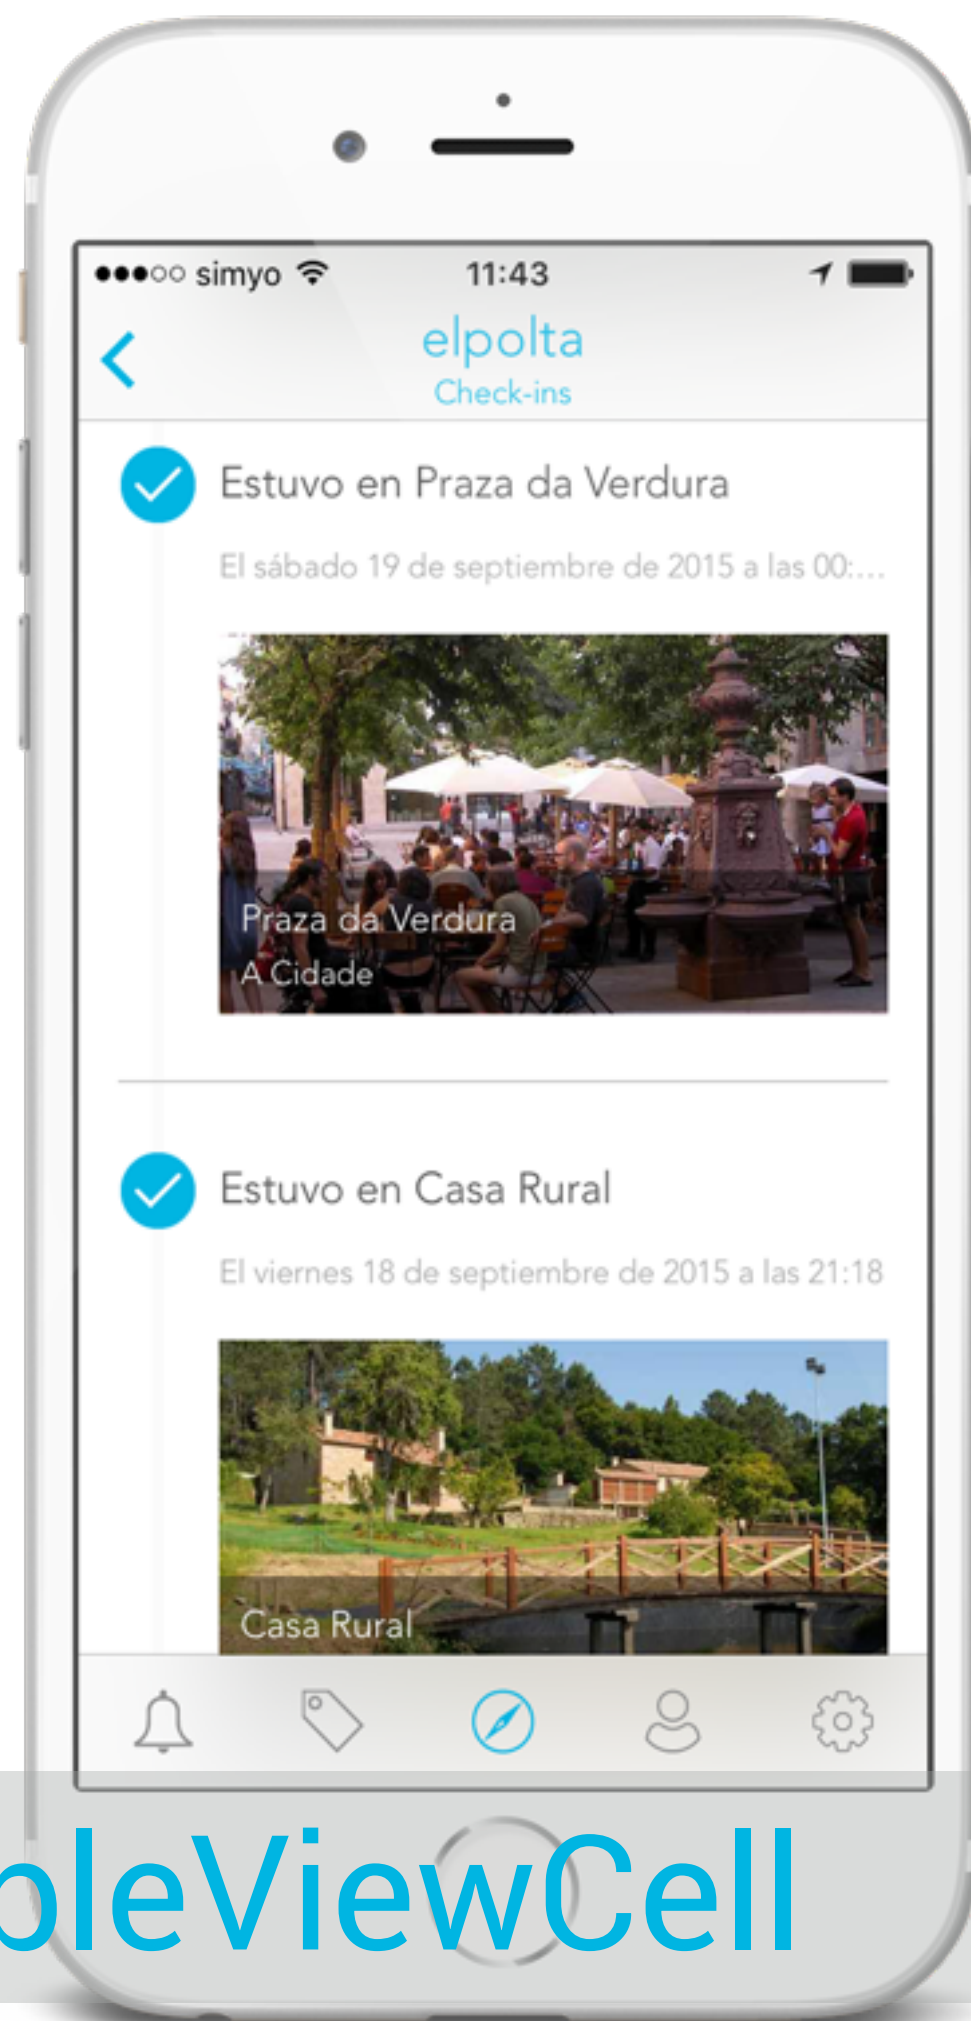 simyo
11:43
elpolta
Check-ins
Estuvo en Praza da Verdura
El sábado 19 de septiembre de 2015 a las 00:...
Praza da Verdura
A Cidade
Estuvo en Casa Rural
El viernes 18 de septiembre de 2015 a las 21:18
Casa Rural
bleViewCell